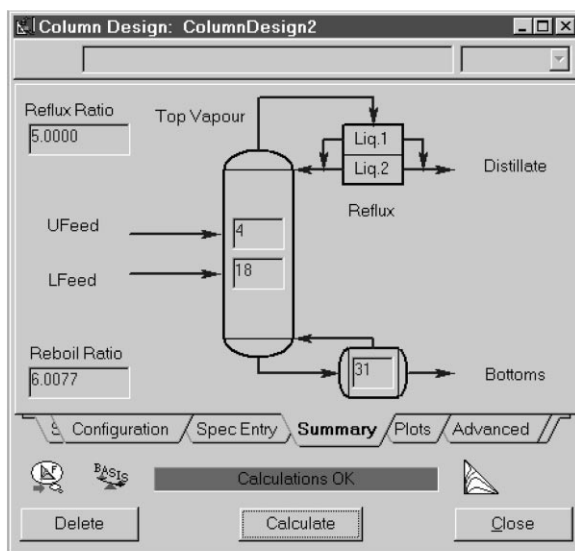 Column Design: ColumnDesign2
Reflux Ratio
5.0000
Top Vapour
Liq.1
Liq.2
Distillate
Reflux
UFeed
4
LFeed
18
Reboil Ratio
6.0077
31
Bottoms
S Configuration Spec Entry Summary Plots Advanced
F BASIS Calculations OK
Delete Calculate Close